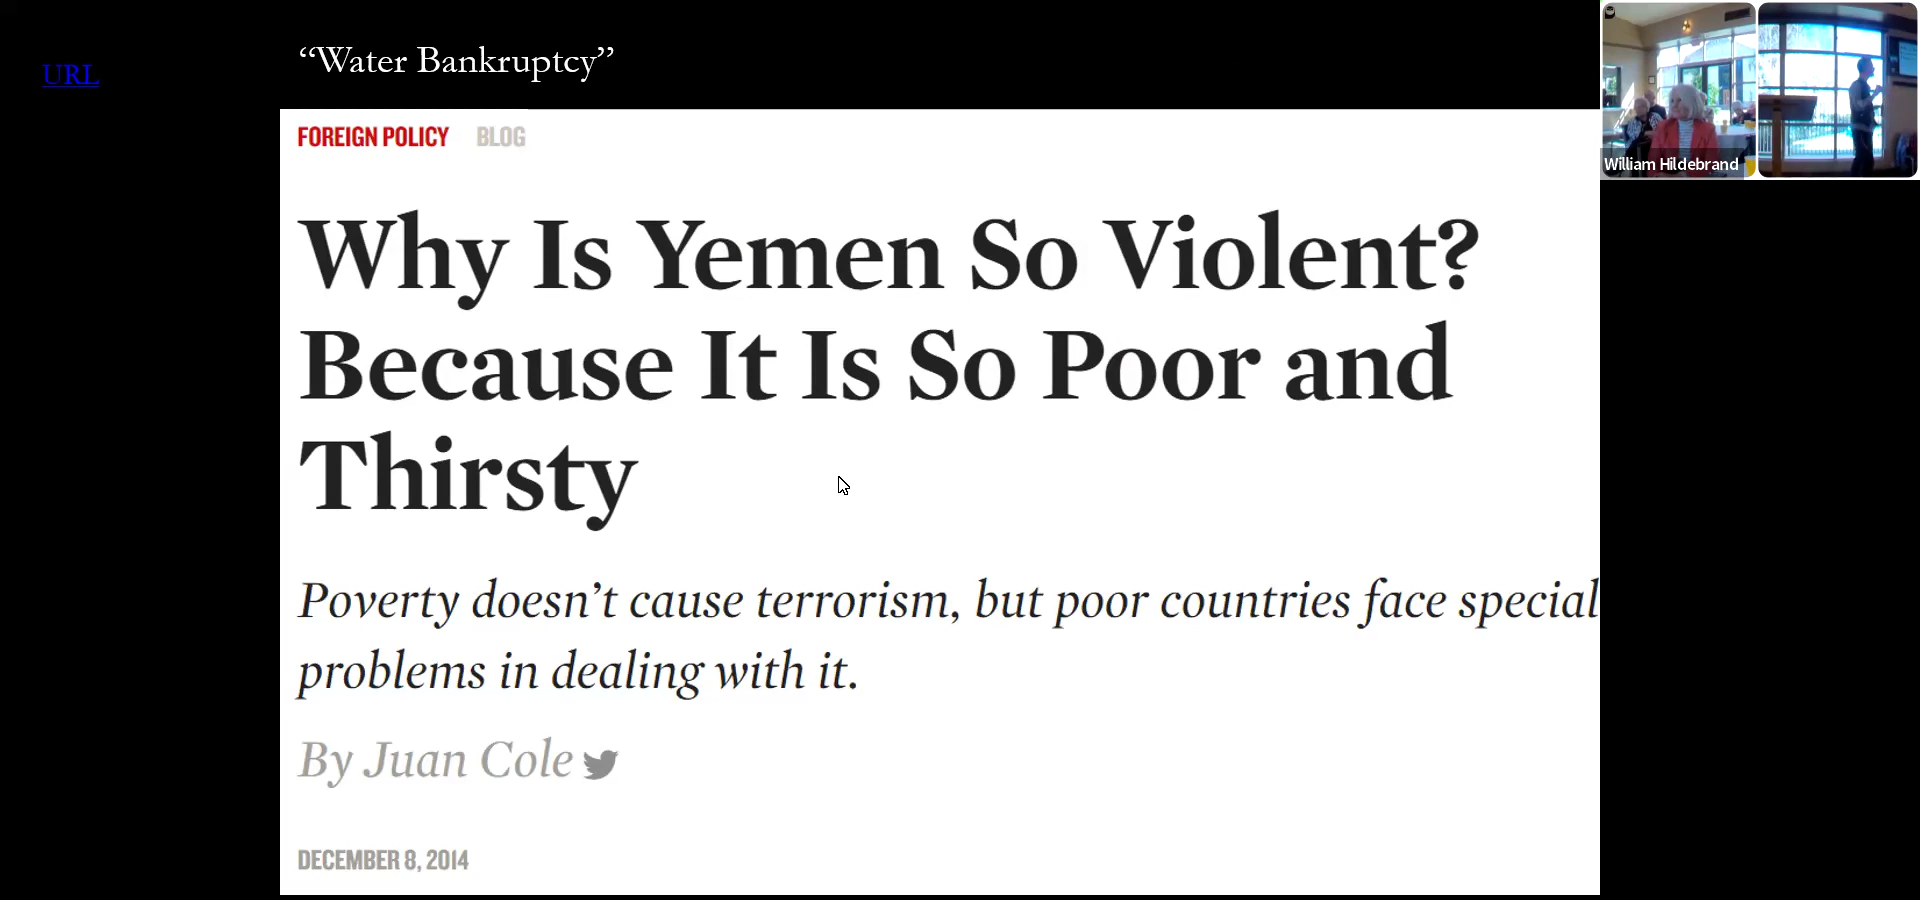 URL
“Water Bankruptcy”
FOREIGN POLICY BLOG
Why Is Yemen So Violent?
Because It Is So Poor and
Thirsty
Poverty doesn’t cause terrorism, but poor countries face special
problems in dealing with it.
By Juan Cole
DECEMBER 8, 2014
William Hildebrand